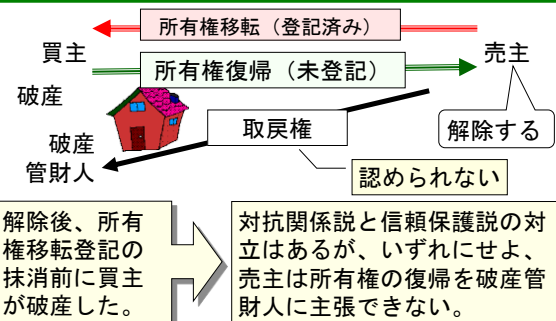 所有権移転（登記済み）
買主
売主
所有権復帰（未登記）
破産
取戻権
解除する
破産
管財人
認められない
解除後、所有
権移転登記の
抹消前に買主
が破産した。
対抗関係説と信頼保護説の対
立はあるが、いずれにせよ、
売主は所有権の復帰を破産管
財人に主張できない。